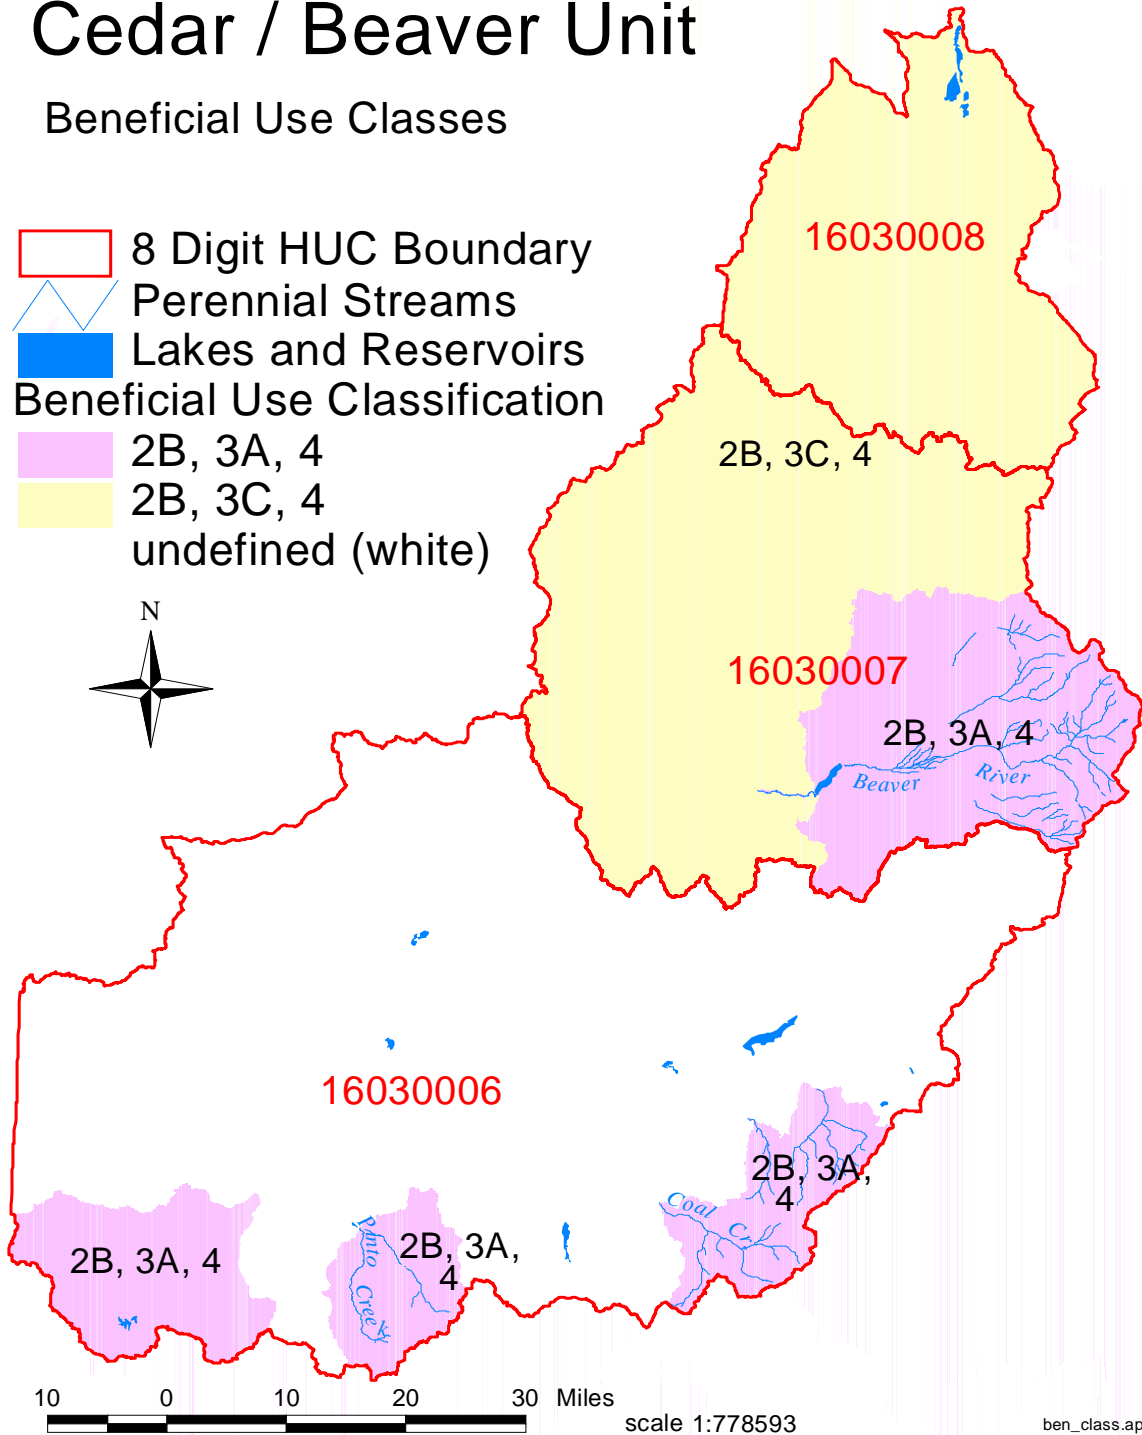 Cedar / Beaver Unit
Beneficial Use Classes
8 Digit HUC Boundary
Perennial Streams
Lakes and Reservoirs
Beneficial Use Classification
2B, 3A, 4
2B, 3C, 4
undefined (white)
N
16030008
2B, 3C, 4
16030007
2B, 3A, 4
Beaver River
16030006
2B, 3A,
4
Coal Cr.
2B, 3A, 4
Pinto Creek
2B, 3A,
4
10 0 10 20 30 Miles
scale 1:778593
ben_class.ap